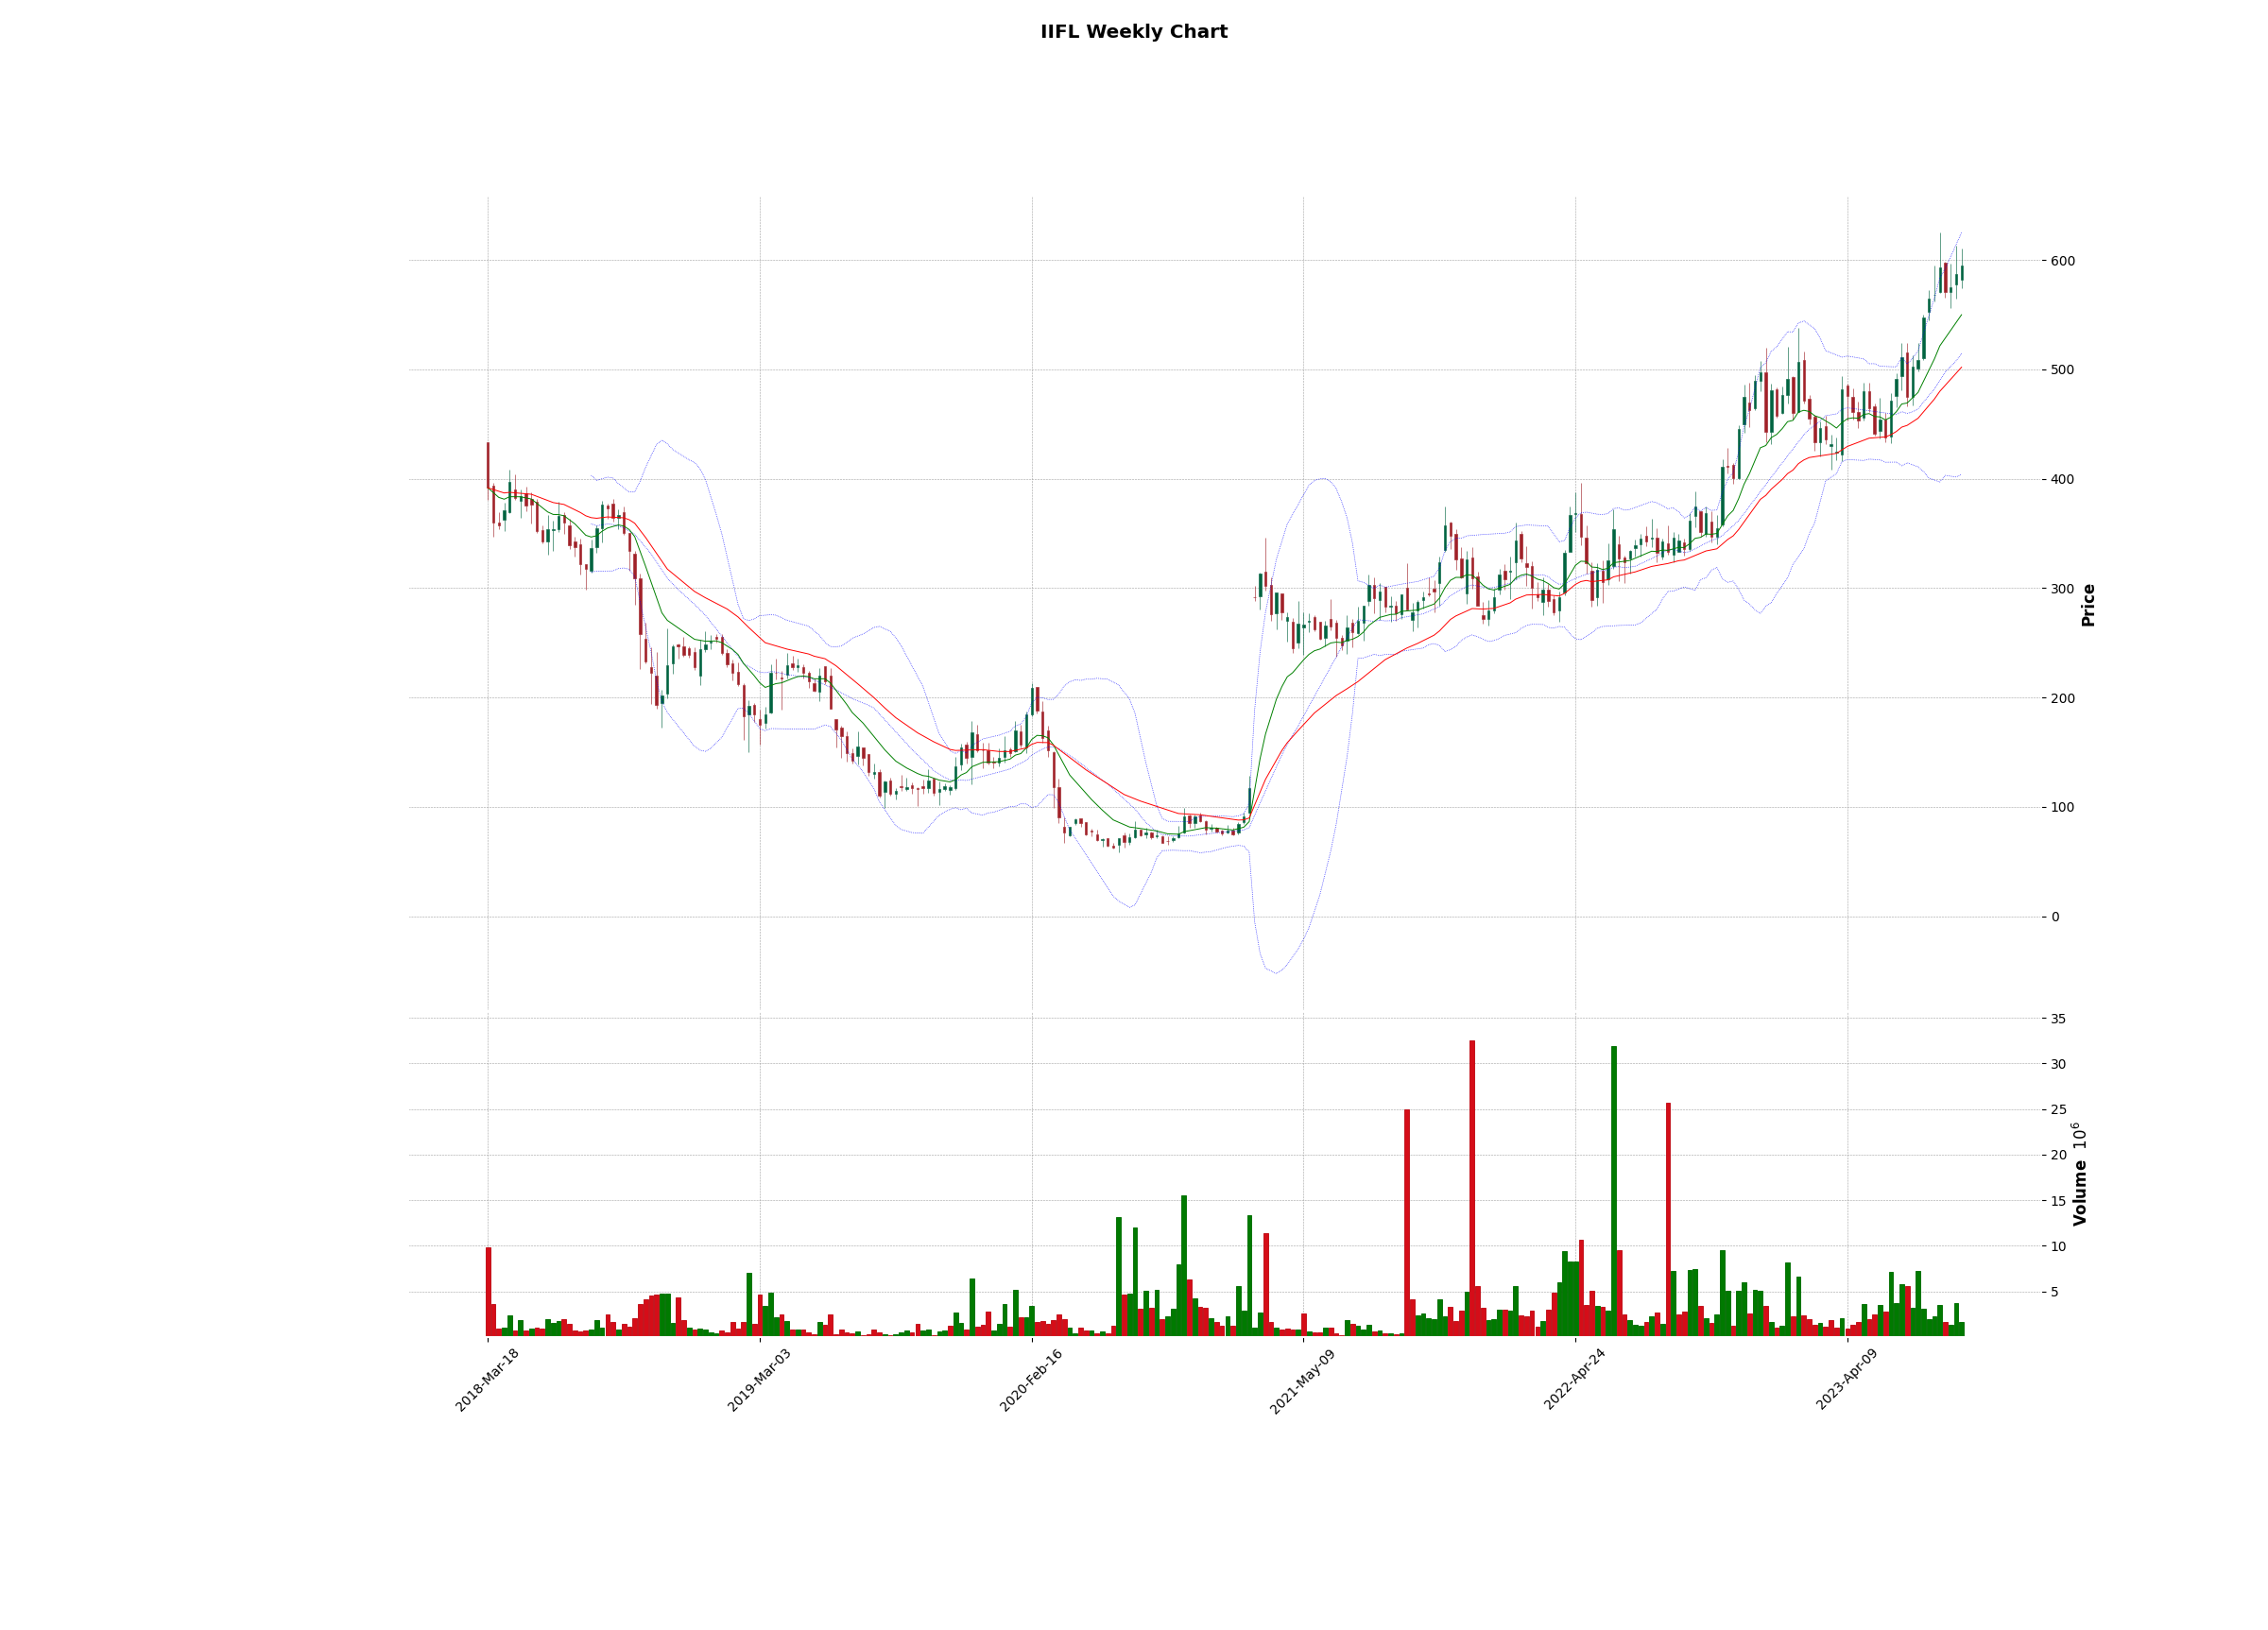 IIFL Weekly Chart
600
500
400
300
200
100
0
Price
35
30
25
20
15
10
5
Volume 10^6
2018-Mar-18
2019-Mar-03
2020-Feb-16
2021-May-09
2022-Apr-24
2023-Apr-09